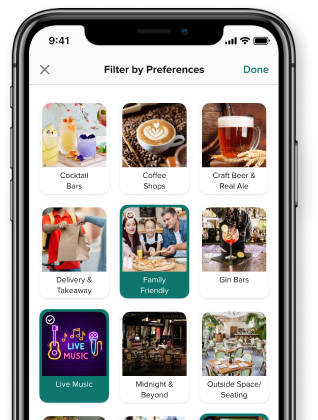 9:41
Filter by Preferences
Done
Cocktail
Bars
Coffee
Shops
Craft Beer &
Real Ale
Delivery &
Takeaway
Family
Friendly
Gin Bars
LIVE
MUSIC
Live Music
Midnight &
Beyond
Outside Space/
Seating